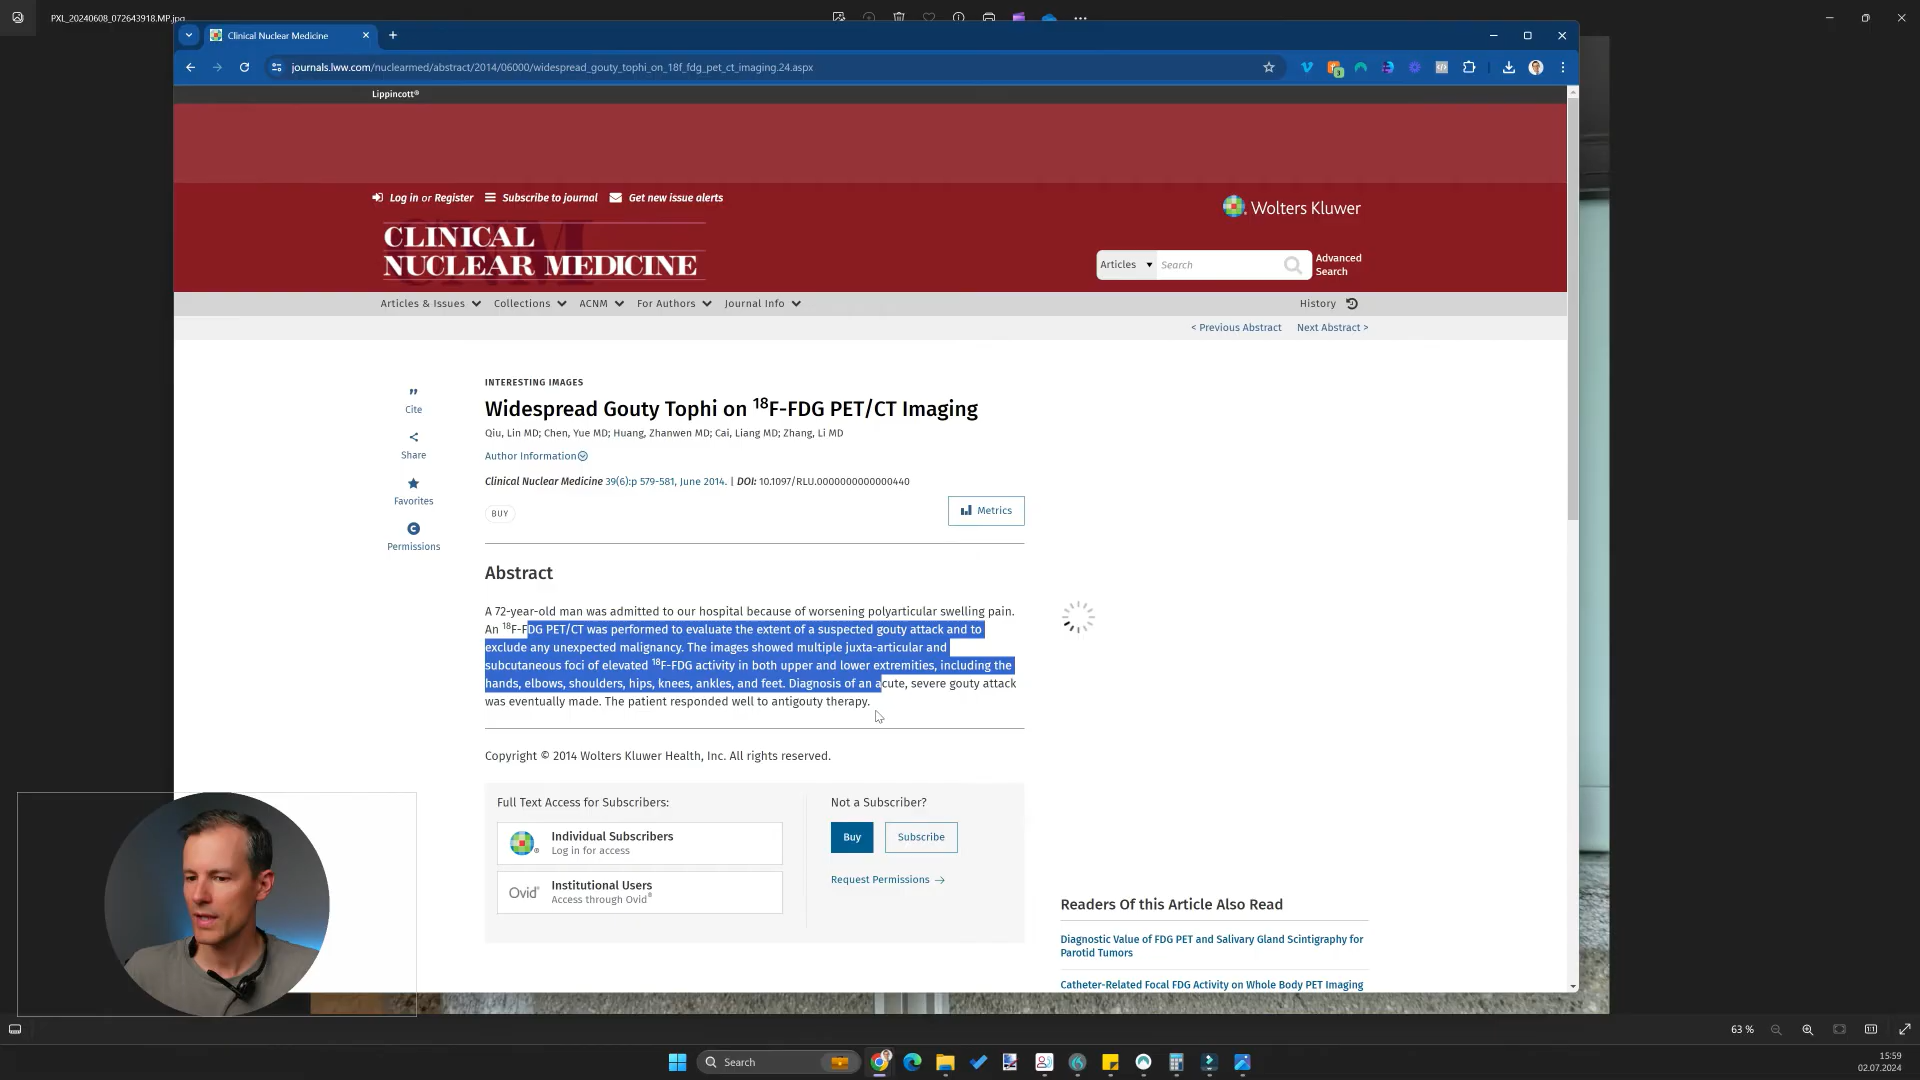 PXL_20240608_072643918.MP.jpg
Clinical Nuclear Medicine
journals.lww.com/nuclearmed/abstract/2014/06000/widespread_gouty_tophi_on_18f_fdg_pet_ct_imaging.24.aspx
Lippincott®
Log in or Register Subscribe to journal Get new issue alerts
Wolters Kluwer
CLINICAL
NUCLEAR MEDICINE
Articles Search Advanced Search
Articles & Issues Collections ACNM For Authors Journal Info History
< Previous Abstract Next Abstract >
INTERESTING IMAGES
Widespread Gouty Tophi on 18F-FDG PET/CT Imaging
Qiu, Lin MD; Chen, Yue MD; Huang, Zhanwen MD; Cai, Liang MD; Zhang, Li MD
Author Information
Clinical Nuclear Medicine 39(6):p 579-581, June 2014. | DOI: 10.1097/RLU.0000000000000440
BUY
Metrics
Cite
Share
Favorites
Permissions
Abstract
A 72-year-old man was admitted to our hospital because of worsening polyarticular swelling pain.
An 18F-FDG PET/CT was performed to evaluate the extent of a suspected gouty attack and to
exclude any unexpected malignancy. The images showed multiple juxta-articular and
subcutaneous foci of elevated 18F-FDG activity in both upper and lower extremities, including the
hands, elbows, shoulders, hips, knees, ankles, and feet. Diagnosis of an acute, severe gouty attack
was eventually made. The patient responded well to antigouty therapy.
Copyright © 2014 Wolters Kluwer Health, Inc. All rights reserved.
Full Text Access for Subscribers:
Individual Subscribers
Log in for access
Ovid® Institutional Users
Access through Ovid®
Not a Subscriber?
Buy Subscribe
Request Permissions
Readers Of this Article Also Read
Diagnostic Value of FDG PET and Salivary Gland Scintigraphy for
Parotid Tumors
Catheter-Related Focal FDG Activity on Whole Body PET Imaging
63 %
Search
15:59
02.07.2024